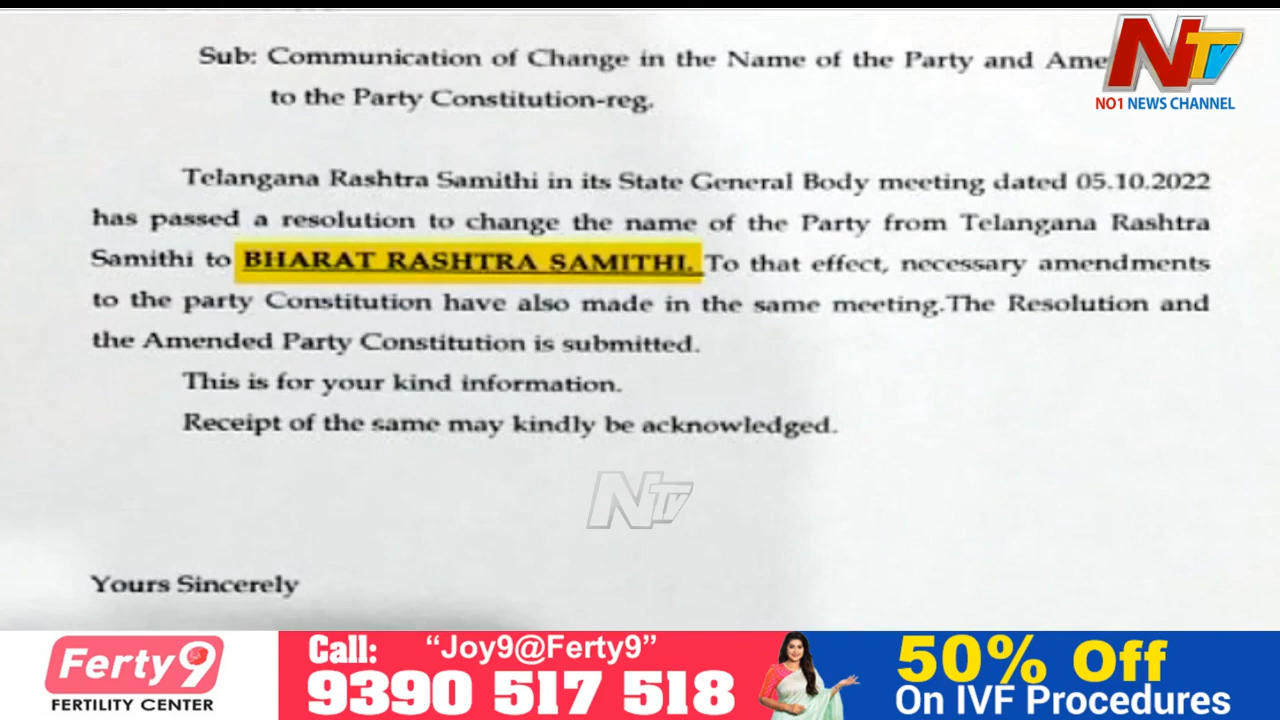 Sub: Communication of Change in the Name of the Party and Ame
to the Party Constitution-reg.
NTV
NO1 NEWS CHANNEL
Telangana Rashtra Samithi in its State General Body meeting dated 05.10.2022
has passed a resolution to change the name of the Party from Telangana Rashtra
Samithi to BHARAT RASHTRA SAMITHI. To that effect, necessary amendments
to the party Constitution have also made in the same meeting.The Resolution and
the Amended Party Constitution is submitted.
This is for your kind information.
Receipt of the same may kindly be acknowledged.
NTV
Yours Sincerely
Ferty9
FERTILITY CENTER
Call: “Joy9@Ferty9”
9390 517 518
50% Off
On IVF Procedures